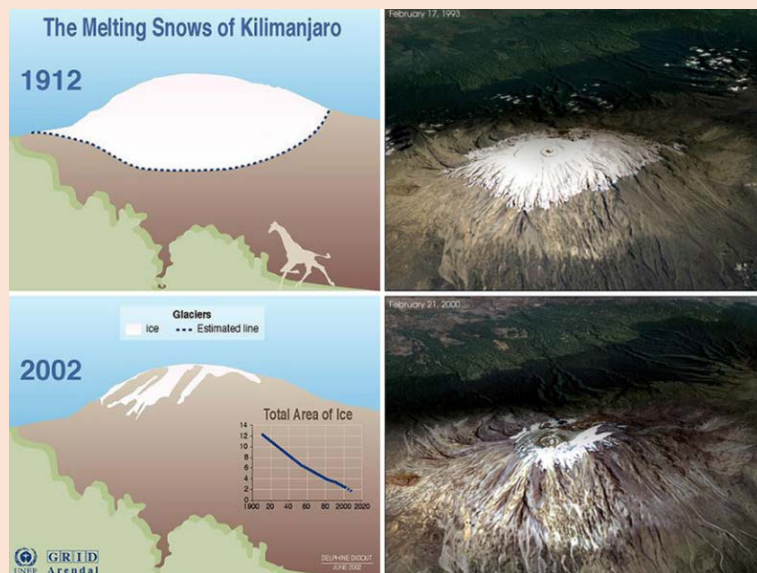 The Melting Snows of Kilimanjaro
1912
February 17, 1993
2002
Glaciers
ice Estimated line
Total Area of Ice
14
12
10
8
6
4
2
0
1900 20 40 60 80 2000 2020
UNEP
GRID
Arendal
DELPHINE DIGOUT
JUNE 2002
February 21, 2000